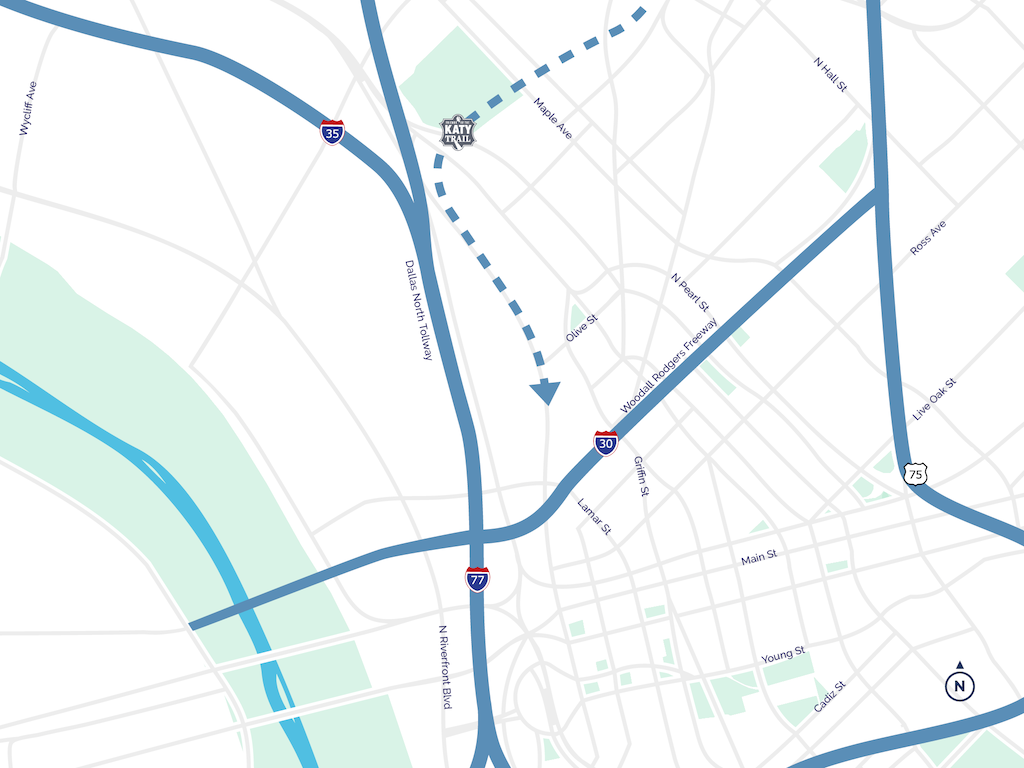 N Hall St
Wycliff Ave
Maple Ave
35
KATY
TRAIL
Ross Ave
Dallas North Tollway
N Pearl St
Olive St
Woodall Rodgers Freeway
Live Oak St
30
Griffin St
75
Lamar St
Main St
77
N Riverfront Blvd
Young St
Cadiz St
N